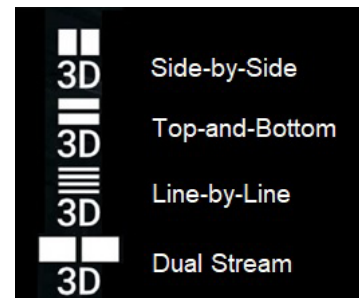 3D Side-by-Side
3D Top-and-Bottom
3D Line-by-Line
3D Dual Stream